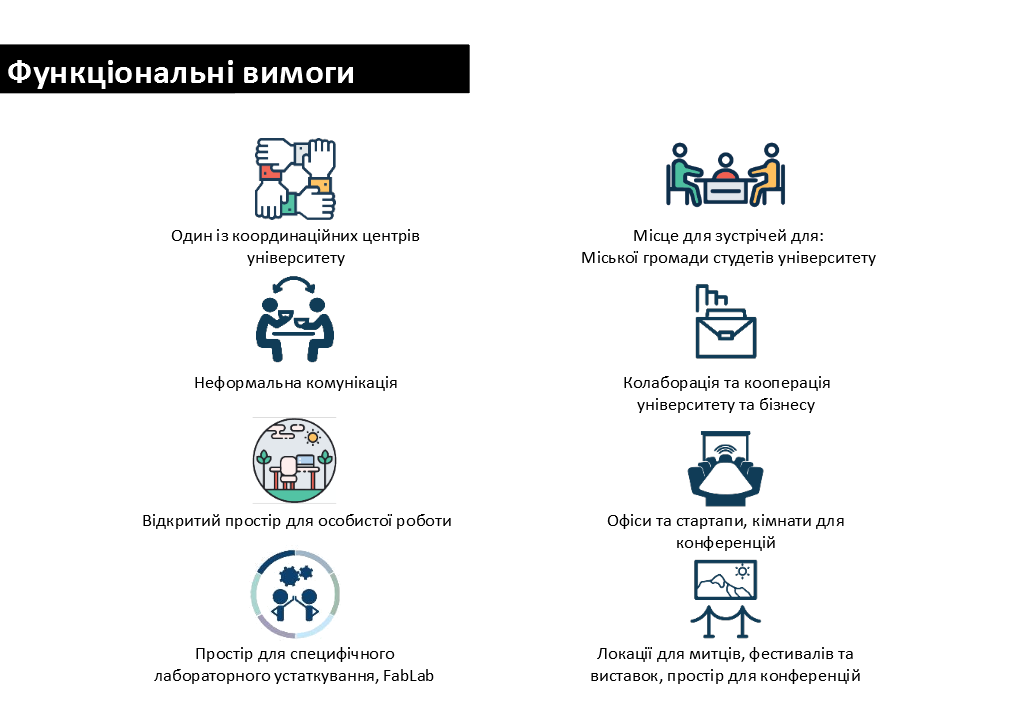 Функціональні вимоги
Один із координаційних центрів
університету
Місце для зустрічей для:
Міської громади студетів університету
Неформальна комунікація
Колаборація та кооперація
університету та бізнесу
Відкритий простір для особистої роботи
Офіси та стартапи, кімнати для
конференцій
Простір для специфічного
лабораторного устаткування, FabLab
Локації для митців, фестивалів та
виставок, простір для конференцій